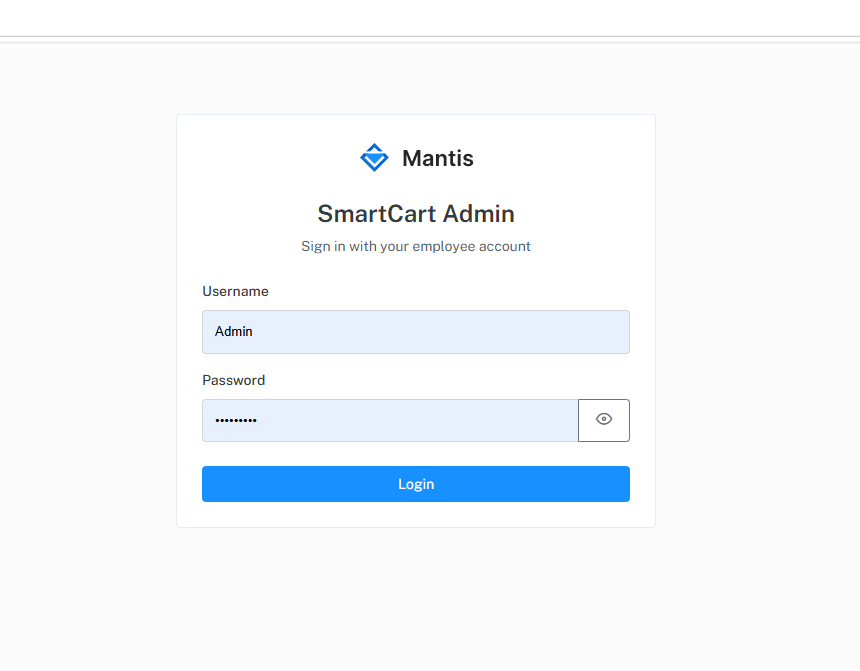 Mantis
SmartCart Admin
Sign in with your employee account
Username
Admin
Password
•••••••••
Login